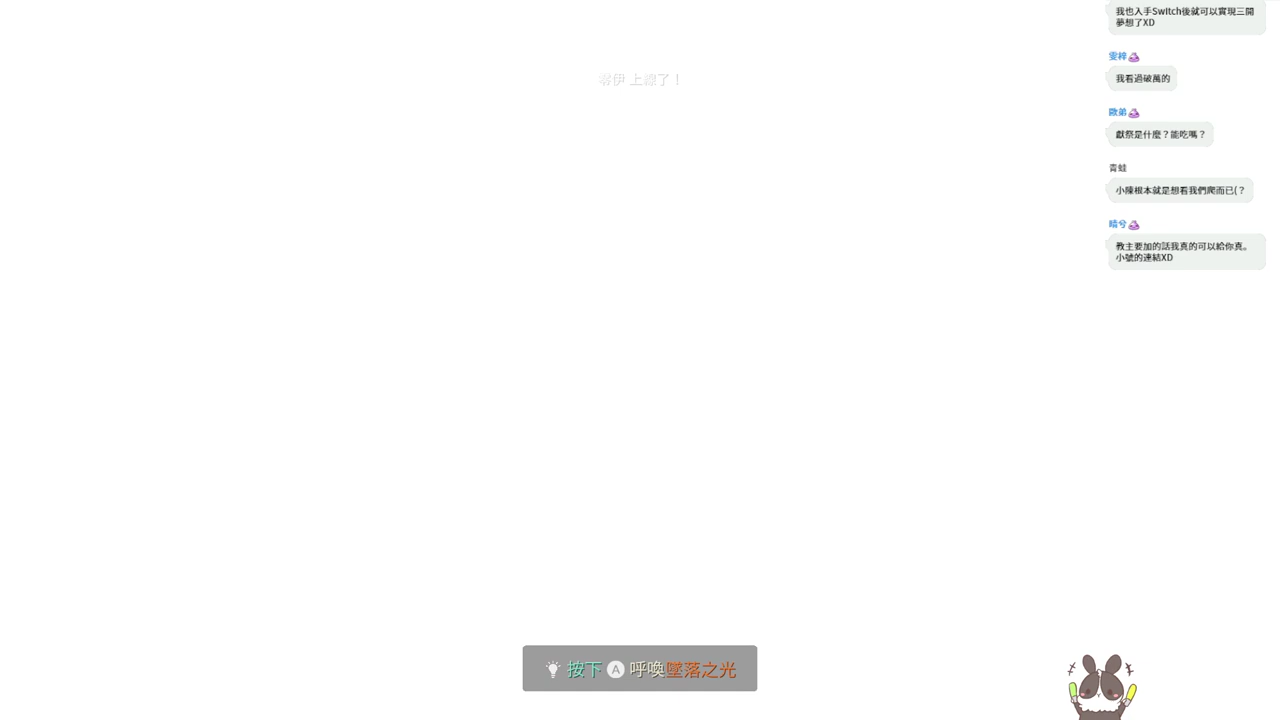 我也入手Switch後就可以實現三開
夢想了XD
雯梓
我看過破萬的
零伊 上線了！
歐弟
獻祭是什麼？能吃嗎？
青蛙
小陳根本就是想看我們爬而已(？
晴兮
教主要加的話我真的可以給你真。
小號的連結XD
按下 A 呼喚墜落之光